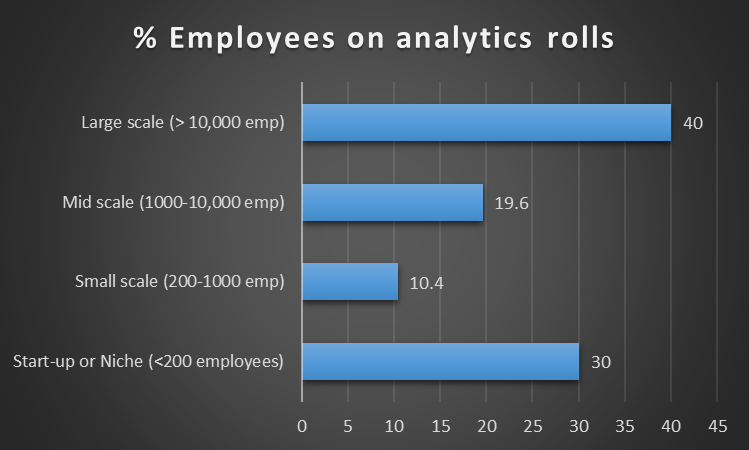 % Employees on analytics rolls
Large scale (> 10,000 emp)
40
Mid scale (1000-10,000 emp)
19.6
Small scale (200-1000 emp)
10.4
Start-up or Niche (<200 employees)
30
0 5 10 15 20 25 30 35 40 45